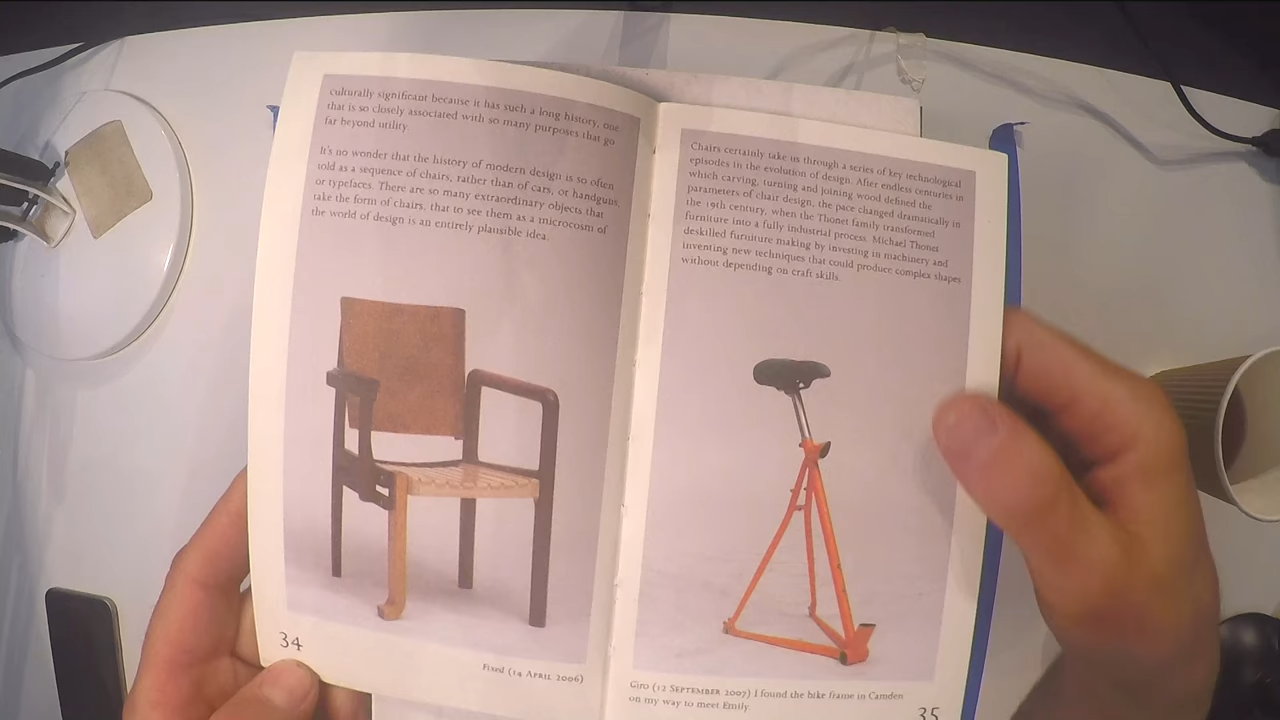 culturally significant because it has such a long history, one
that is so closely associated with so many purposes that go
far beyond utility.
It's no wonder that the history of modern design is so often
told as a sequence of chairs, rather than of cars, or handguns,
or typefaces. There are so many extraordinary objects that
take the form of chairs, that to see them as a microcosm of
the world of design is an entirely plausible idea.
34
Fixed (14 April 2006)
Chairs certainly take us through a series of key technological
episodes in the evolution of design. After endless centuries in
which carving, turning and joining wood defined the
parameters of chair design, the pace changed dramatically in
the 19th century, when the Thonet family transformed
furniture into a fully industrial process. Michael Thonet
deskilled furniture making by investing in machinery and
inventing new techniques that could produce complex shapes
without depending on craft skills.
Giro (12 September 2007) I found the bike frame in Camden
on my way to meet Emily
35